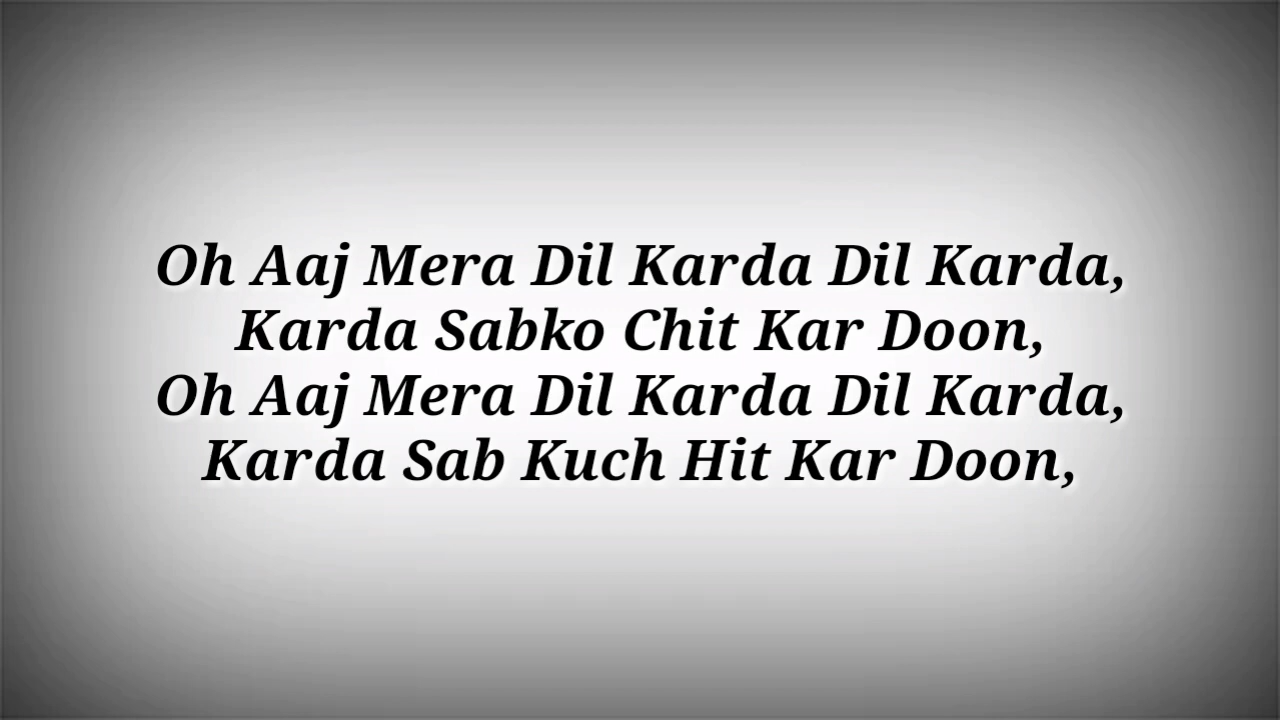 Oh Aaj Mera Dil Karda Dil Karda,
Karda Sabko Chit Kar Doon,
Oh Aaj Mera Dil Karda Dil Karda,
Karda Sab Kuch Hit Kar Doon,